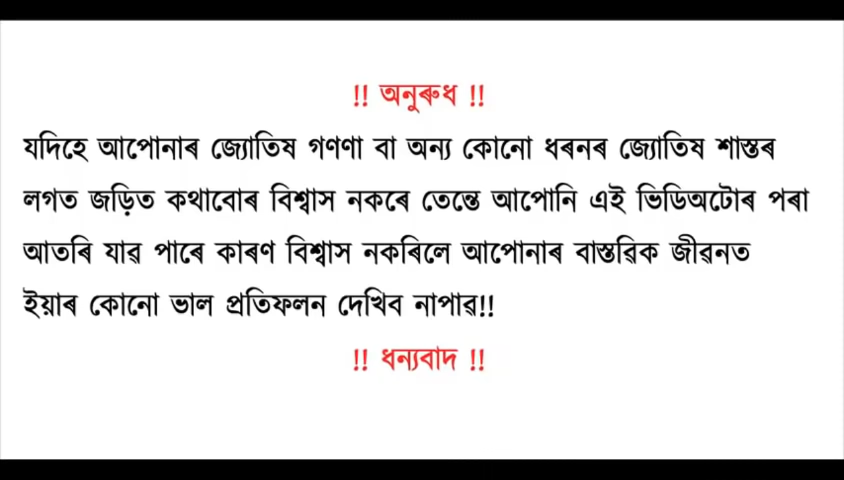 !! অনুৰুধ !!
যদিহে আপোনাৰ জ্যোতিষ গণণা বা অন্য কোনো ধৰনৰ জ্যোতিষ শাস্তৰ
লগত জড়িত কথাবোৰ বিশ্বাস নকৰে তেন্তে আপোনি এই ভিডিঅটোৰ পৰা
আতৰি যাৱ পাৰে কাৰণ বিশ্বাস নকৰিলে আপোনাৰ বাস্তৱিক জীৱনত
ইয়াৰ কোনো ভাল প্ৰতিফলন দেখিব নাপাৱ!!
!! ধন্যবাদ !!